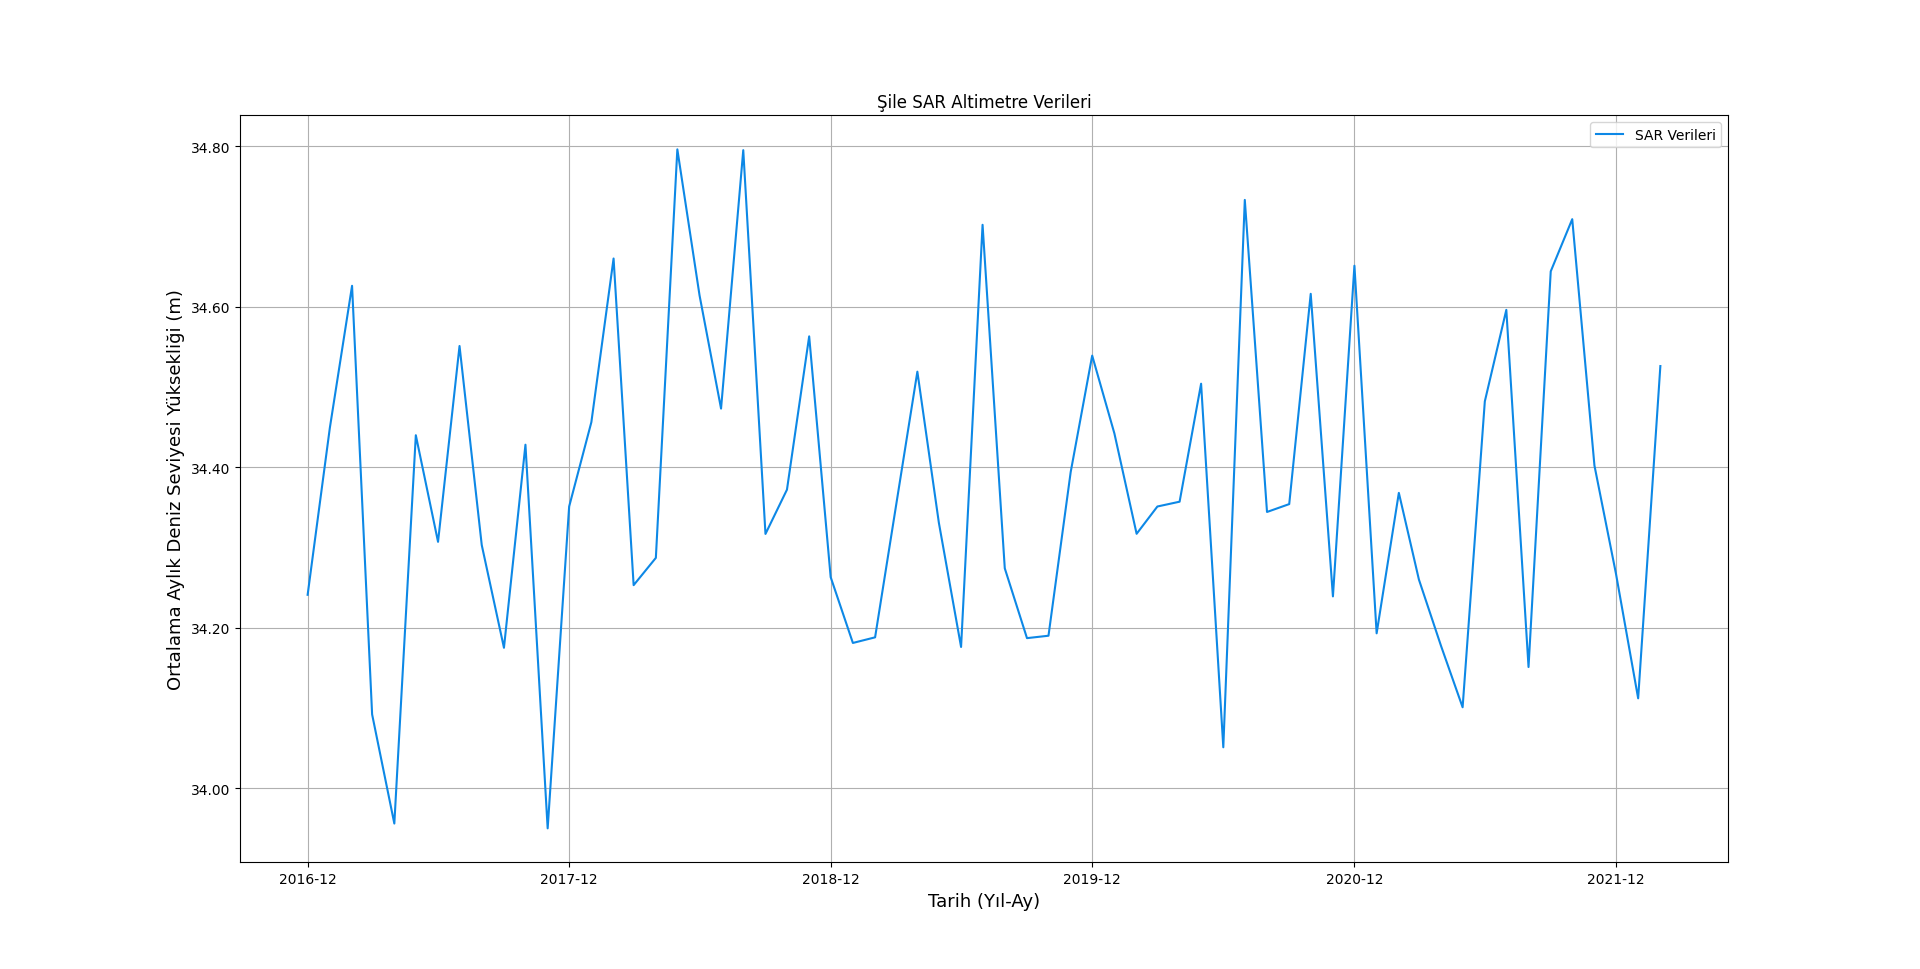 Şile SAR Altimetre Verileri
SAR Verileri
34.80
34.60
34.40
34.20
34.00
Ortalama Aylık Deniz Seviyesi Yüksekliği (m)
2016-12 2017-12 2018-12 2019-12 2020-12 2021-12
Tarih (Yıl-Ay)